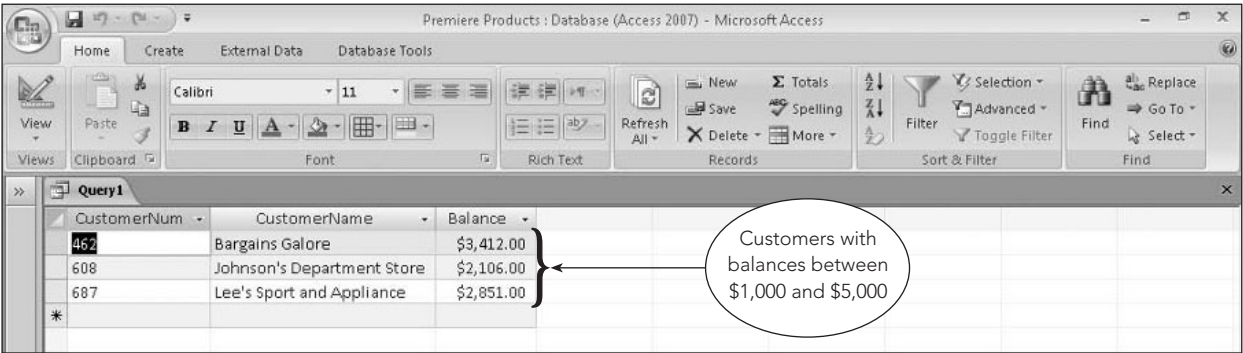 Premiere Products : Database (Access 2007) - Microsoft Access
Home Create External Data Database Tools
View
Views
Paste
Clipboard
Calibri 11
B I U A
Font
ab
Rich Text
Refresh
All
New Σ Totals
Save ABC Spelling
Delete More
Records
A
Z
Z
A
Filter
Selection
Advanced
Toggle Filter
Sort & Filter
Find
Replace
Go To
Select
Find
» Query1 x
CustomerNum CustomerName Balance
462 Bargains Galore $3,412.00
608 Johnson's Department Store $2,106.00
687 Lee's Sport and Appliance $2,851.00
*
Customers with
balances between
$1,000 and $5,000